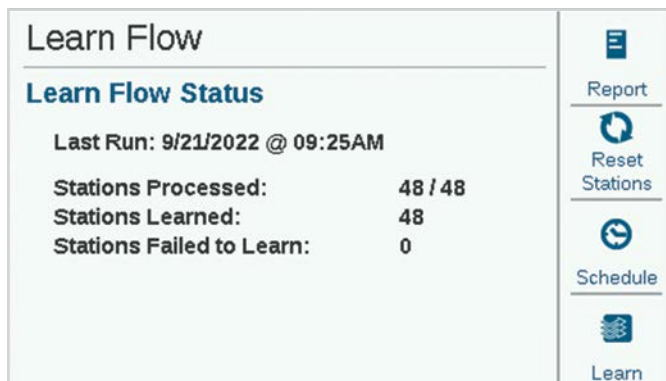 Learn Flow
Learn Flow Status
Last Run: 9/21/2022 @ 09:25AM
Stations Processed: 48 / 48
Stations Learned: 48
Stations Failed to Learn: 0
Report
Reset
Stations
Schedule
Learn